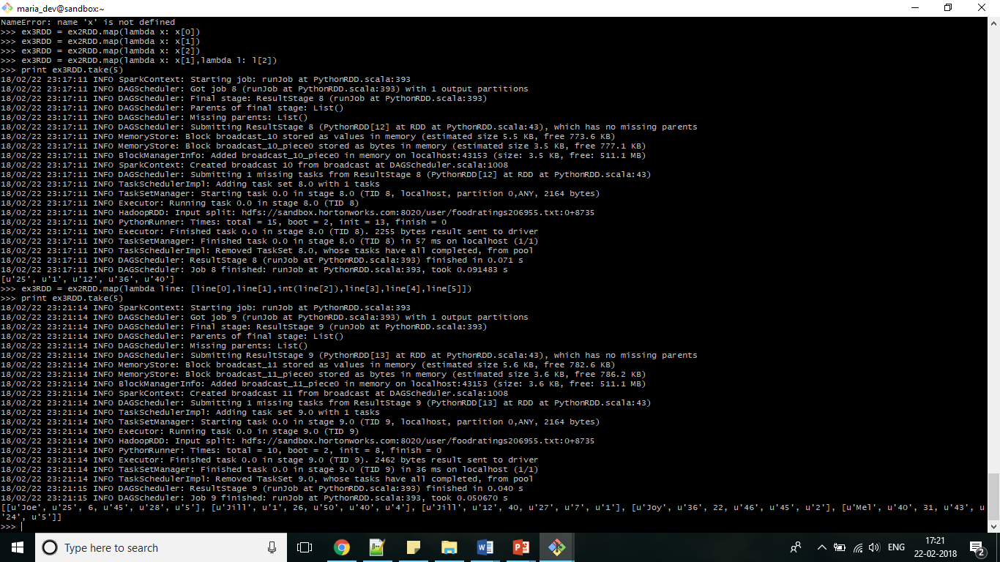 maria_dev@sandbox:~
NameError: name 'x' is not defined
>>> ex3RDD = ex2RDD.map(lambda x: x[0])
>>> ex3RDD = ex2RDD.map(lambda x: x[1])
>>> ex3RDD = ex2RDD.map(lambda x: x[2])
>>> ex3RDD = ex2RDD.map(lambda x: x[1],lambda l: l[2])
>>> print ex3RDD.take(5)
18/02/22 23:17:11 INFO SparkContext: Starting job: runJob at PythonRDD.scala:393
18/02/22 23:17:11 INFO DAGScheduler: Got job 8 (runJob at PythonRDD.scala:393) with 1 output partitions
18/02/22 23:17:11 INFO DAGScheduler: Final stage: ResultStage 8 (runJob at PythonRDD.scala:393)
18/02/22 23:17:11 INFO DAGScheduler: Parents of final stage: List()
18/02/22 23:17:11 INFO DAGScheduler: Missing parents: List()
18/02/22 23:17:11 INFO DAGScheduler: Submitting ResultStage 8 (PythonRDD[12] at RDD at PythonRDD.scala:43), which has no missing parents
18/02/22 23:17:11 INFO MemoryStore: Block broadcast_10 stored as values in memory (estimated size 5.5 KB, free 773.6 KB)
18/02/22 23:17:11 INFO MemoryStore: Block broadcast_10_piece0 stored as bytes in memory (estimated size 3.5 KB, free 777.1 KB)
18/02/22 23:17:11 INFO BlockManagerInfo: Added broadcast_10_piece0 in memory on localhost:43153 (size: 3.5 KB, free: 511.1 MB)
18/02/22 23:17:11 INFO SparkContext: Created broadcast 10 from broadcast at DAGScheduler.scala:1008
18/02/22 23:17:11 INFO DAGScheduler: Submitting 1 missing tasks from ResultStage 8 (PythonRDD[12] at RDD at PythonRDD.scala:43)
18/02/22 23:17:11 INFO TaskSchedulerImpl: Adding task set 8.0 with 1 tasks
18/02/22 23:17:11 INFO TaskSetManager: Starting task 0.0 in stage 8.0 (TID 8, localhost, partition 0,ANY, 2164 bytes)
18/02/22 23:17:11 INFO Executor: Running task 0.0 in stage 8.0 (TID 8)
18/02/22 23:17:11 INFO HadoopRDD: Input split: hdfs://sandbox.hortonworks.com:8020/user/foodratings206955.txt:0+8735
18/02/22 23:17:11 INFO PythonRunner: Times: total = 15, boot = 2, init = 13, finish = 0
18/02/22 23:17:11 INFO Executor: Finished task 0.0 in stage 8.0 (TID 8). 2255 bytes result sent to driver
18/02/22 23:17:11 INFO TaskSetManager: Finished task 0.0 in stage 8.0 (TID 8) in 57 ms on localhost (1/1)
18/02/22 23:17:11 INFO TaskSchedulerImpl: Removed TaskSet 8.0, whose tasks have all completed, from pool
18/02/22 23:17:11 INFO DAGScheduler: ResultStage 8 (runJob at PythonRDD.scala:393) finished in 0.071 s
18/02/22 23:17:11 INFO DAGScheduler: Job 8 finished: runJob at PythonRDD.scala:393, took 0.091483 s
[u'25', u'1', u'12', u'36', u'40']
>>> ex3RDD = ex2RDD.map(lambda line: [line[0],line[1],int(line[2]),line[3],line[4],line[5]])
>>> print ex3RDD.take(5)
18/02/22 23:21:14 INFO SparkContext: Starting job: runJob at PythonRDD.scala:393
18/02/22 23:21:14 INFO DAGScheduler: Got job 9 (runJob at PythonRDD.scala:393) with 1 output partitions
18/02/22 23:21:14 INFO DAGScheduler: Final stage: ResultStage 9 (runJob at PythonRDD.scala:393)
18/02/22 23:21:14 INFO DAGScheduler: Parents of final stage: List()
18/02/22 23:21:14 INFO DAGScheduler: Missing parents: List()
18/02/22 23:21:14 INFO DAGScheduler: Submitting ResultStage 9 (PythonRDD[13] at RDD at PythonRDD.scala:43), which has no missing parents
18/02/22 23:21:14 INFO MemoryStore: Block broadcast_11 stored as values in memory (estimated size 5.6 KB, free 782.6 KB)
18/02/22 23:21:14 INFO MemoryStore: Block broadcast_11_piece0 stored as bytes in memory (estimated size 3.6 KB, free 786.2 KB)
18/02/22 23:21:14 INFO BlockManagerInfo: Added broadcast_11_piece0 in memory on localhost:43153 (size: 3.6 KB, free: 511.1 MB)
18/02/22 23:21:14 INFO SparkContext: Created broadcast 11 from broadcast at DAGScheduler.scala:1008
18/02/22 23:21:14 INFO DAGScheduler: Submitting 1 missing tasks from ResultStage 9 (PythonRDD[13] at RDD at PythonRDD.scala:43)
18/02/22 23:21:14 INFO TaskSchedulerImpl: Adding task set 9.0 with 1 tasks
18/02/22 23:21:14 INFO TaskSetManager: Starting task 0.0 in stage 9.0 (TID 9, localhost, partition 0,ANY, 2164 bytes)
18/02/22 23:21:14 INFO Executor: Running task 0.0 in stage 9.0 (TID 9)
18/02/22 23:21:14 INFO HadoopRDD: Input split: hdfs://sandbox.hortonworks.com:8020/user/foodratings206955.txt:0+8735
18/02/22 23:21:14 INFO PythonRunner: Times: total = 10, boot = 2, init = 8, finish = 0
18/02/22 23:21:14 INFO Executor: Finished task 0.0 in stage 9.0 (TID 9). 2462 bytes result sent to driver
18/02/22 23:21:14 INFO TaskSetManager: Finished task 0.0 in stage 9.0 (TID 9) in 36 ms on localhost (1/1)
18/02/22 23:21:14 INFO TaskSchedulerImpl: Removed TaskSet 9.0, whose tasks have all completed, from pool
18/02/22 23:21:15 INFO DAGScheduler: ResultStage 9 (runJob at PythonRDD.scala:393) finished in 0.040 s
18/02/22 23:21:15 INFO DAGScheduler: Job 9 finished: runJob at PythonRDD.scala:393, took 0.050670 s
[[u'Joe', u'25', 6, u'45', u'28', u'5'], [u'Jill', u'1', 26, u'50', u'40', u'4'], [u'Jill', u'12', 40, u'27', u'7', u'1'], [u'Joy', u'36', 22, u'46', u'45', u'2'], [u'Mel', u'40', 31, u'43', u
'24', u'5']]
>>>
Type here to search
ENG
17:21
22-02-2018
2